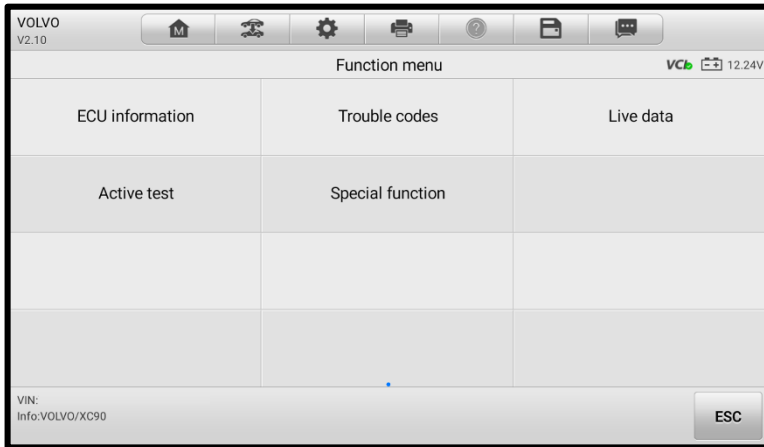 VOLVO
V2.10
M
?
Function menu
VCI 12.24V
ECU information
Trouble codes
Live data
Active test
Special function
VIN:
Info:VOLVO/XC90
ESC